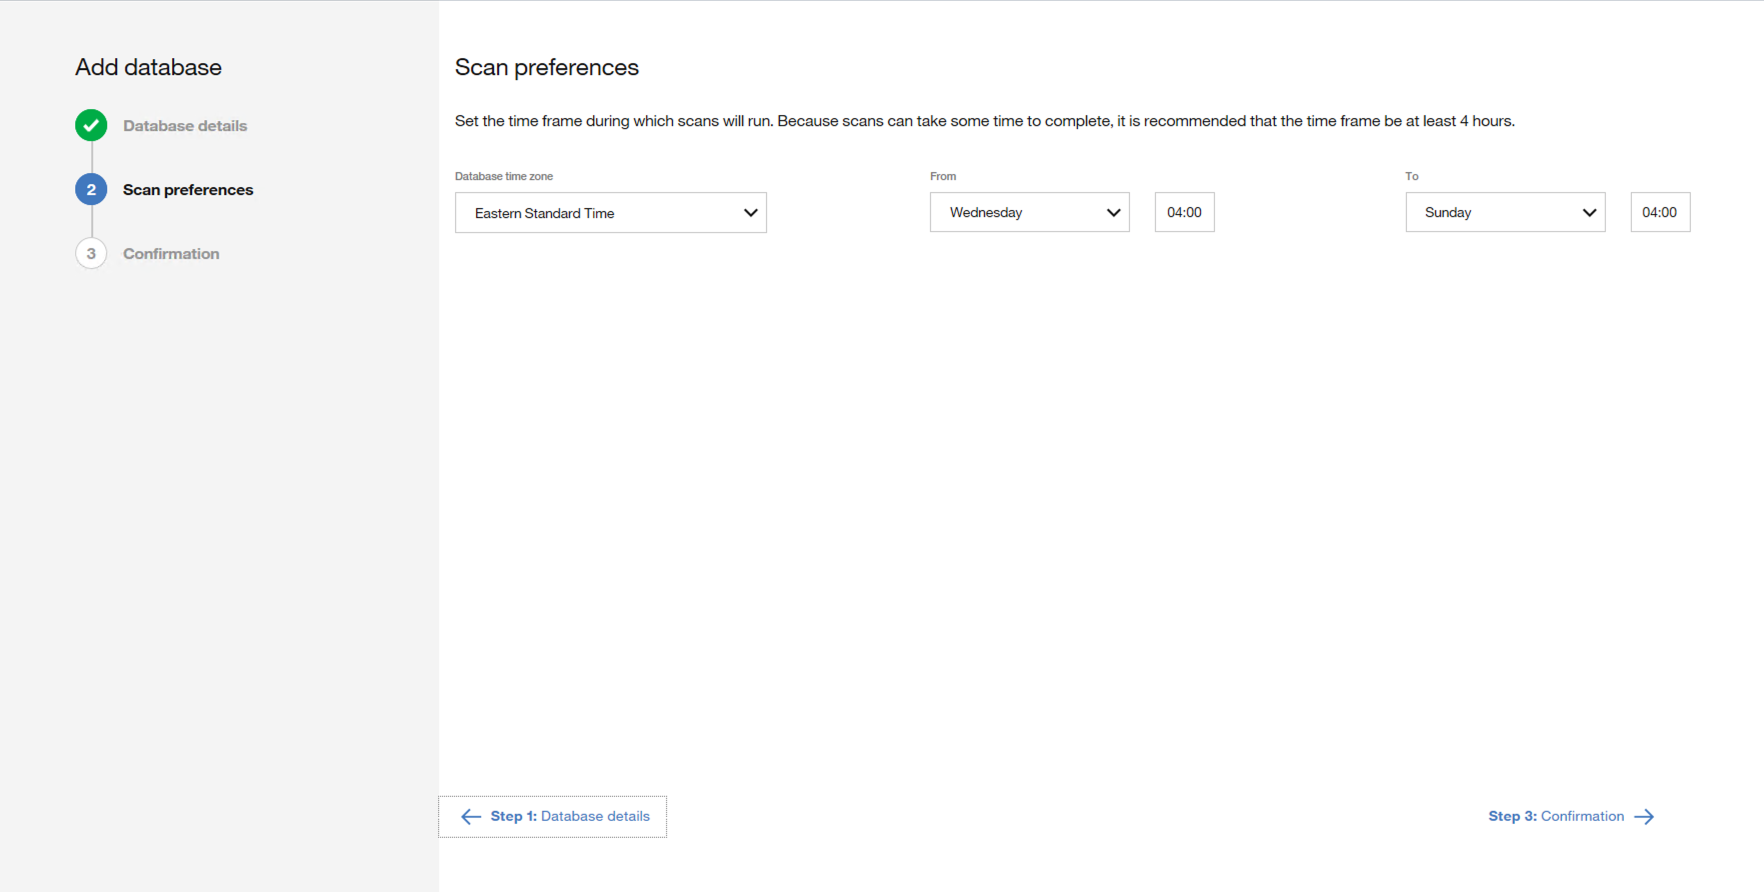 Add database
Database details
2 Scan preferences
3 Confirmation
Scan preferences
Set the time frame during which scans will run. Because scans can take some time to complete, it is recommended that the time frame be at least 4 hours.
Database time zone From To
Eastern Standard Time Wednesday 04:00 Sunday 04:00
Step 1: Database details Step 3: Confirmation